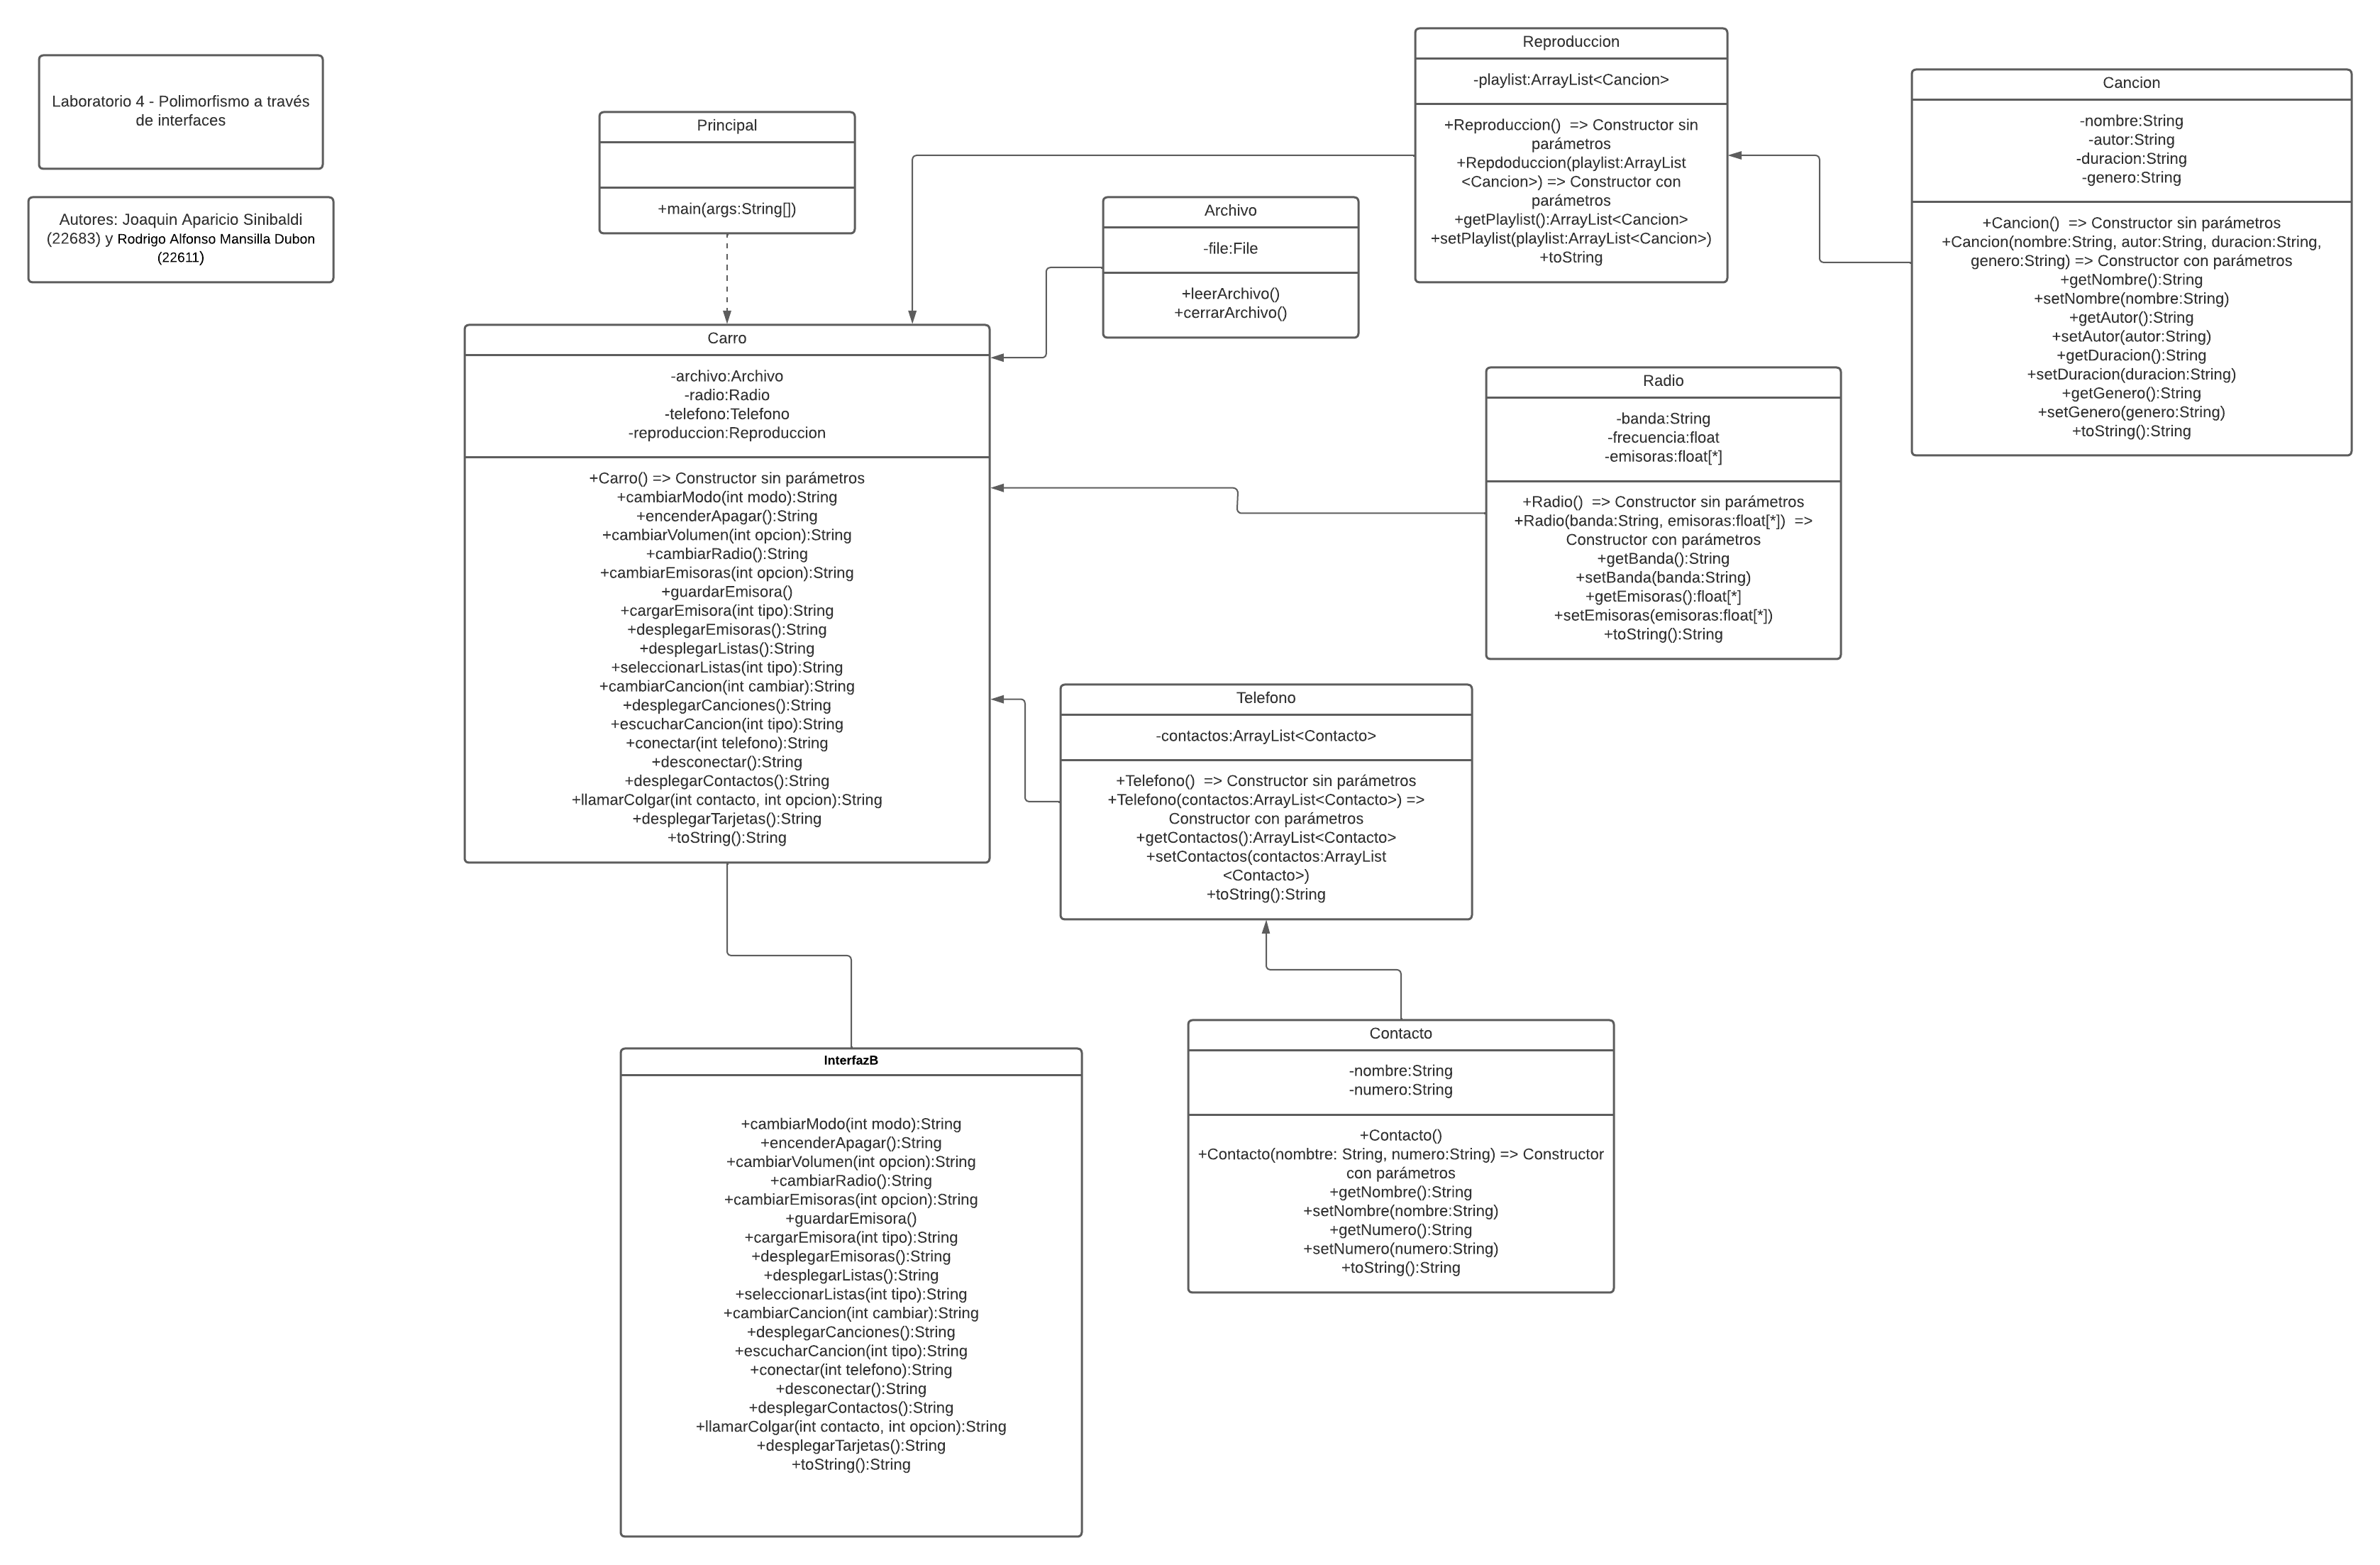 Laboratorio 4 - Polimorfismo a través
de interfaces
Autores: Joaquin Aparicio Sinibaldi
(22683) y Rodrigo Alfonso Mansilla Dubon
(22611)
Principal
+main(args:String[])
Carro
-archivo:Archivo
-radio:Radio
-telefono:Telefono
-reproduccion:Reproduccion
+Carro() => Constructor sin parámetros
+cambiarModo(int modo):String
+encenderApagar():String
+cambiarVolumen(int opcion):String
+cambiarRadio():String
+cambiarEmisoras(int opcion):String
+guardarEmisora()
+cargarEmisora(int tipo):String
+desplegarEmisoras():String
+desplegarListas():String
+seleccionarListas(int tipo):String
+cambiarCancion(int cambiar):String
+desplegarCanciones():String
+escucharCancion(int tipo):String
+conectar(int telefono):String
+desconectar():String
+desplegarContactos():String
+llamarColgar(int contacto, int opcion):String
+desplegarTarjetas():String
+toString():String
Archivo
-file:File
+leerArchivo()
+cerrarArchivo()
Reproduccion
-playlist:ArrayList<Cancion>
+Reproduccion()  => Constructor sin
parámetros
+Repdoduccion(playlist:ArrayList
<Cancion>) => Constructor con
parámetros
+getPlaylist():ArrayList<Cancion>
+setPlaylist(playlist:ArrayList<Cancion>)
+toString
Cancion
-nombre:String
-autor:String
-duracion:String
-genero:String
+Cancion()  => Constructor sin parámetros
+Cancion(nombre:String, autor:String, duracion:String,
genero:String) => Constructor con parámetros
+getNombre():String
+setNombre(nombre:String)
+getAutor():String
+setAutor(autor:String)
+getDuracion():String
+setDuracion(duracion:String)
+getGenero():String
+setGenero(genero:String)
+toString():String
Radio
-banda:String
-frecuencia:float
-emisoras:float[*]
+Radio()  => Constructor sin parámetros
+Radio(banda:String, emisoras:float[*])  =>
Constructor con parámetros
+getBanda():String
+setBanda(banda:String)
+getEmisoras():float[*]
+setEmisoras(emisoras:float[*])
+toString():String
Telefono
-contactos:ArrayList<Contacto>
+Telefono()  => Constructor sin parámetros
+Telefono(contactos:ArrayList<Contacto>) =>
Constructor con parámetros
+getContactos():ArrayList<Contacto>
+setContactos(contactos:ArrayList
<Contacto>)
+toString():String
Contacto
-nombre:String
-numero:String
+Contacto()
+Contacto(nombtre: String, numero:String) => Constructor
con parámetros
+getNombre():String
+setNombre(nombre:String)
+getNumero():String
+setNumero(numero:String)
+toString():String
InterfazB
+cambiarModo(int modo):String
+encenderApagar():String
+cambiarVolumen(int opcion):String
+cambiarRadio():String
+cambiarEmisoras(int opcion):String
+guardarEmisora()
+cargarEmisora(int tipo):String
+desplegarEmisoras():String
+desplegarListas():String
+seleccionarListas(int tipo):String
+cambiarCancion(int cambiar):String
+desplegarCanciones():String
+escucharCancion(int tipo):String
+conectar(int telefono):String
+desconectar():String
+desplegarContactos():String
+llamarColgar(int contacto, int opcion):String
+desplegarTarjetas():String
+toString():String